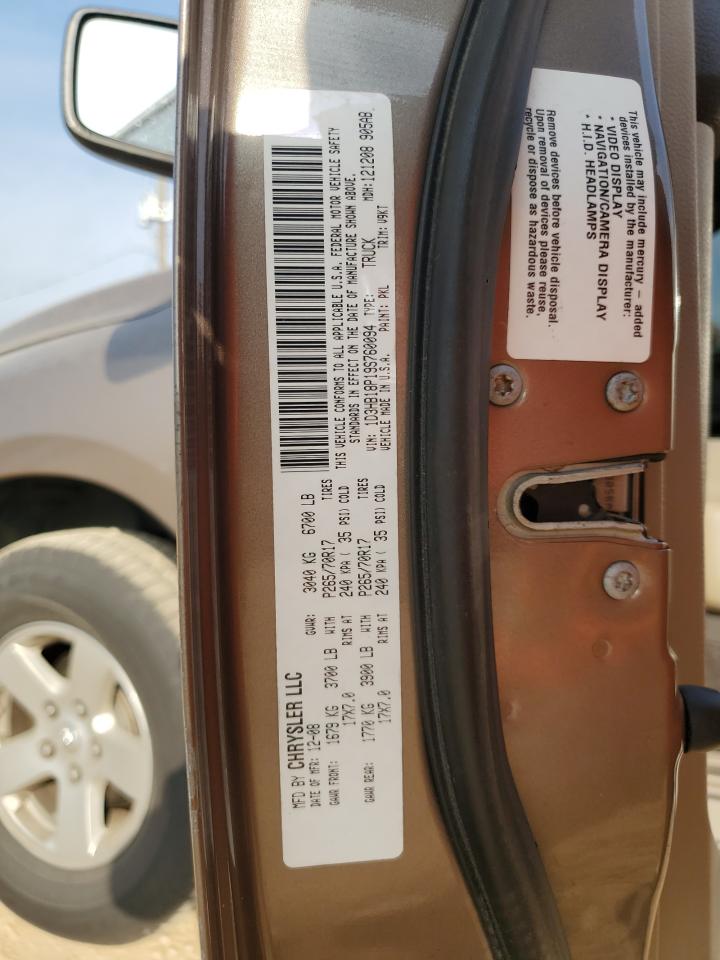 MFD BY CHRYSLER LLC
DATE OF MFR: 12-08 GVWR: 3040 KG 6700 LB
GAWR FRONT: 1679 KG 3700 LB WITH P265/70R17 TIRES
17X7.0 RIMS AT 240 KPA ( 35 PSI) COLD
GAWR REAR: 1770 KG 3900 LB WITH P265/70R17 TIRES
17X7.0 RIMS AT 240 KPA ( 35 PSI) COLD
THIS VEHICLE CONFORMS TO ALL APPLICABLE U.S.A. FEDERAL MOTOR VEHICLE SAFETY
STANDARDS IN EFFECT ON THE DATE OF MANUFACTURE SHOWN ABOVE.
MDH: 121208 905AB
VIN: 1D3HB18P19S760094 TYPE: TRUCK
VEHICLE MADE IN U.S.A. PAINT: PKL TRIM: V9KT
This vehicle may include mercury – added
devices installed by the manufacturer:
• VIDEO DISPLAY
• NAVIGATION/CAMERA DISPLAY
• H.I.D. HEADLAMPS
Remove devices before vehicle disposal.
Upon removal of devices please reuse,
recycle or dispose as hazardous waste.